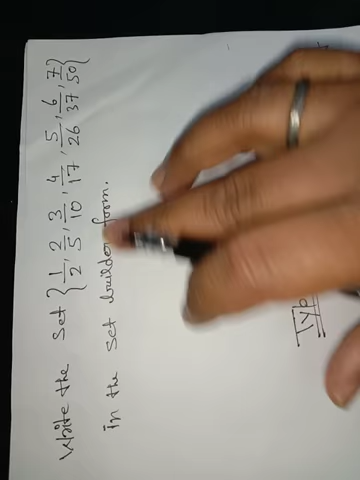 Write the set {1/2, 2/5, 3/10, 4/17, 5/26, 6/37, 7/50}
in the set builder form.